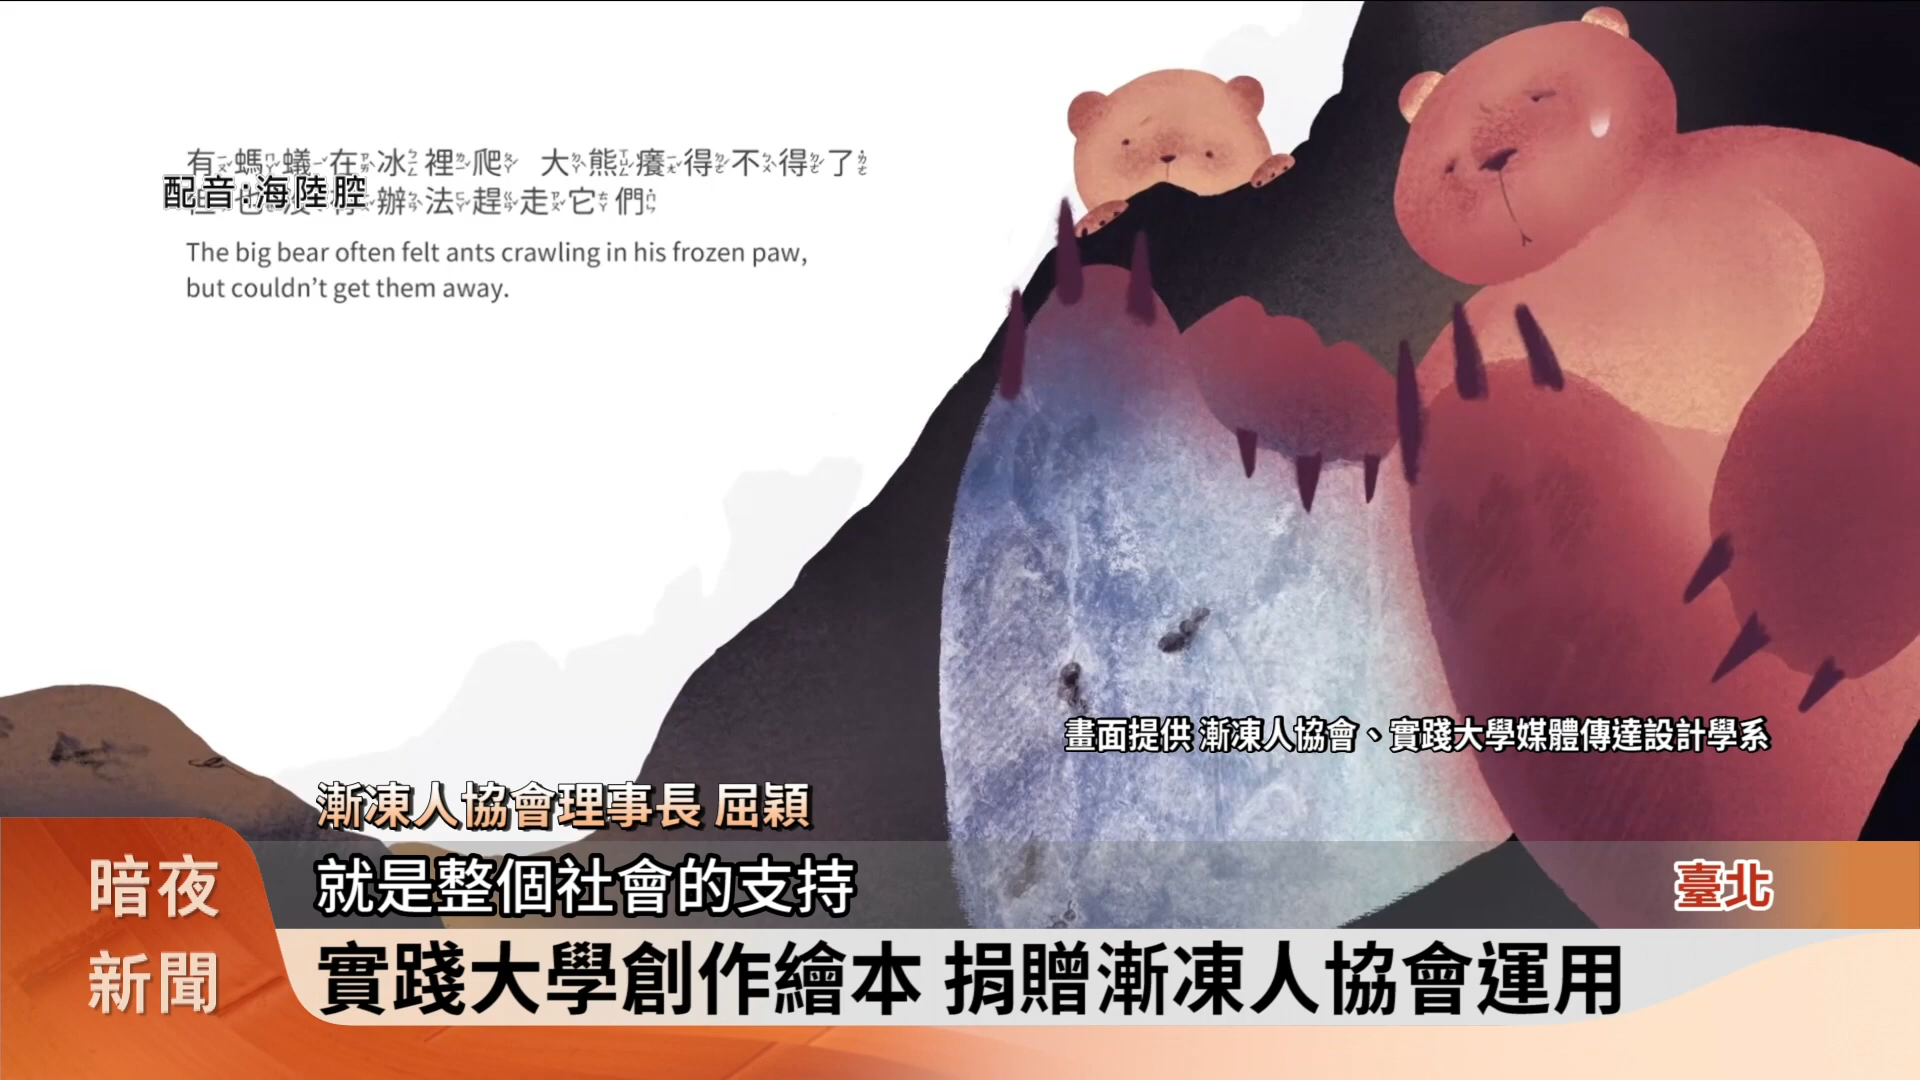 有螞蟻在冰裡爬 大熊癢得不得了
配音:海陸腔
辦法趕走它們
The big bear often felt ants crawling in his frozen paw,
but couldn't get them away.
畫面提供 漸凍人協會、實踐大學媒體傳達設計學系
漸凍人協會理事長 屈穎
就是整個社會的支持
臺北
暗夜
新聞
實踐大學創作繪本 捐贈漸凍人協會運用